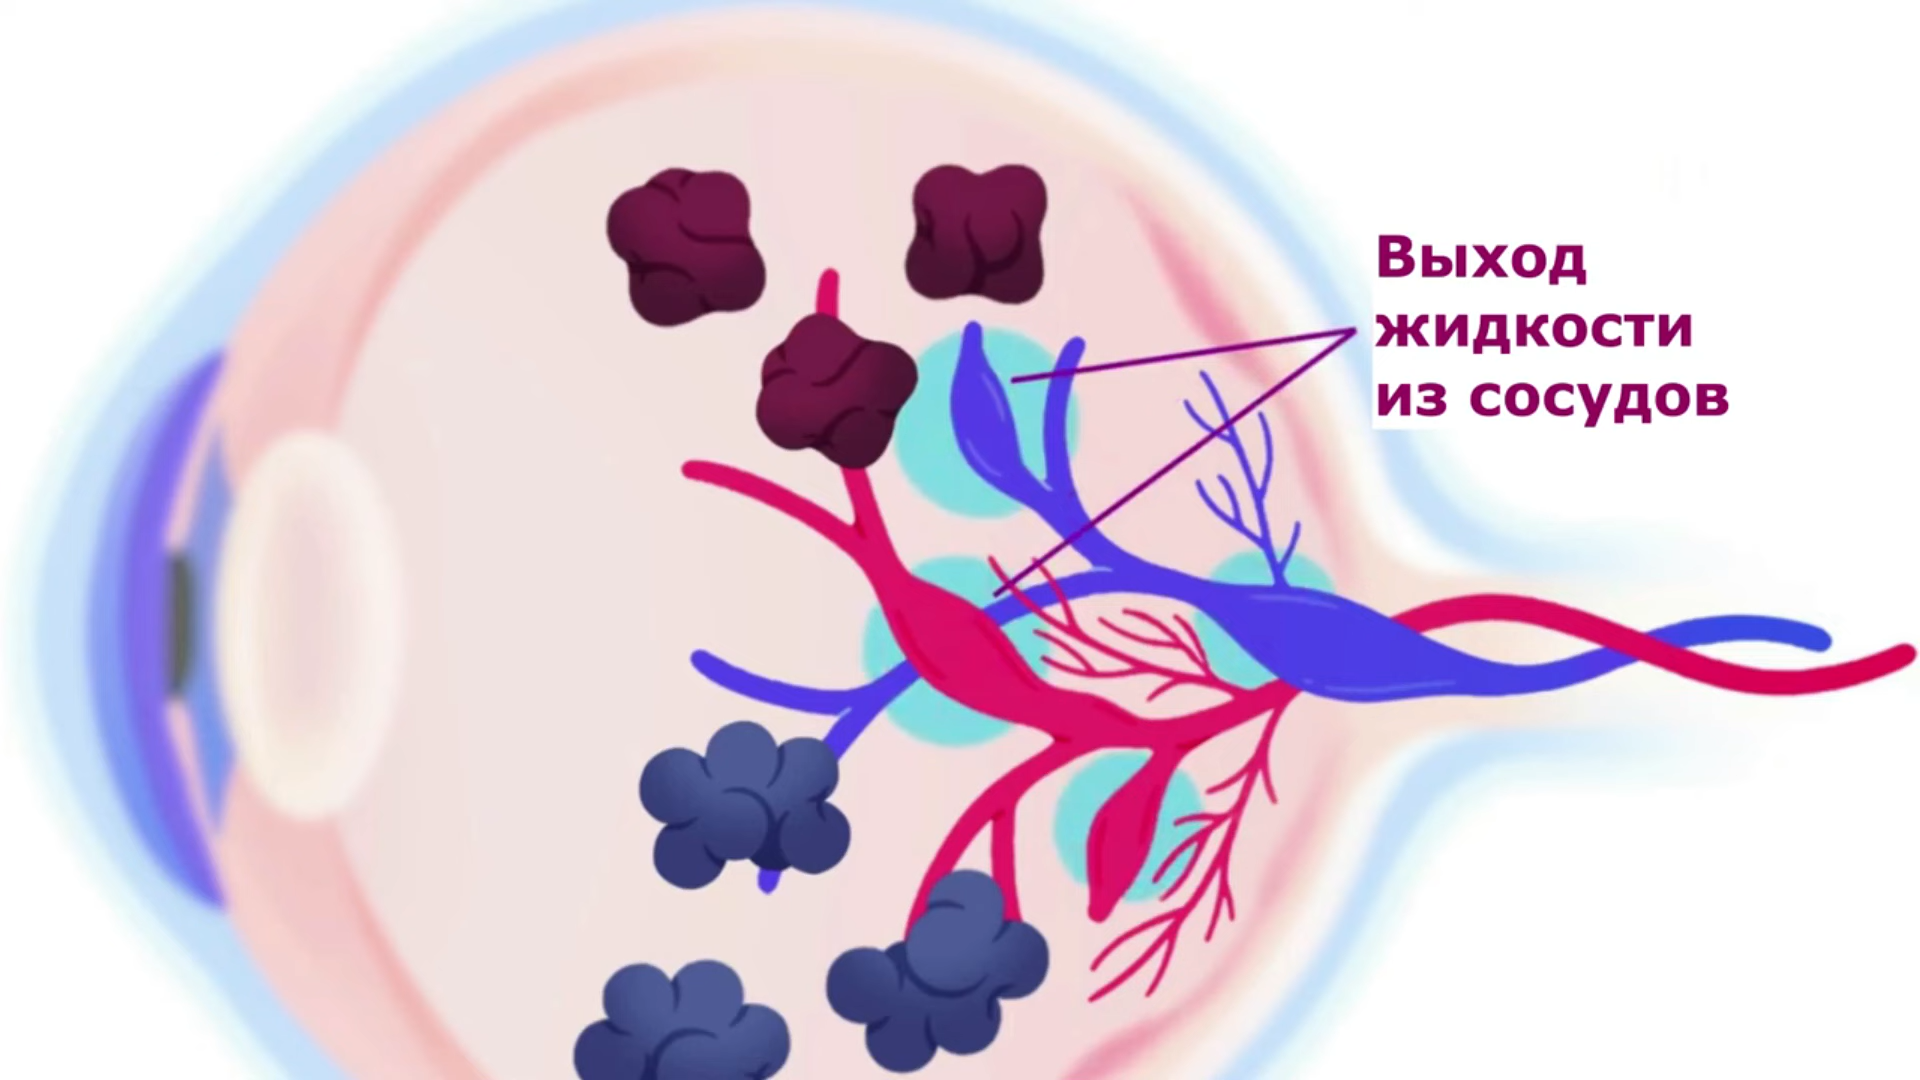 Выход
жидкости
из сосудов